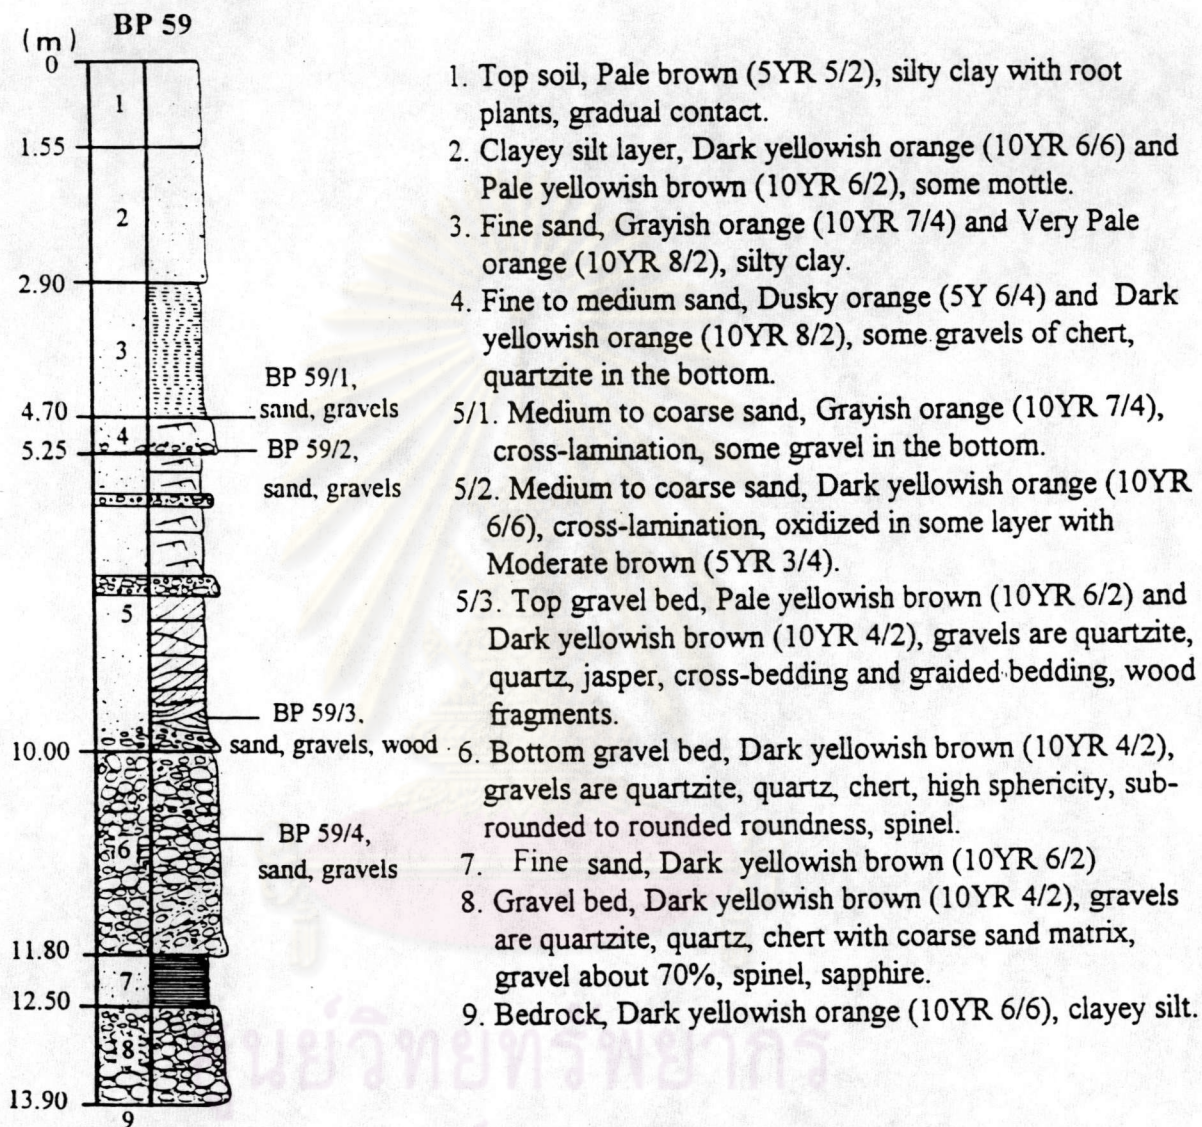 BP 59
(m)
0
1
1.55
2
2.90
3
4.70
4
5.25
5
10.00
6
11.80
7
12.50
8
13.90
9
BP 59/1,
sand, gravels
BP 59/2,
sand, gravels
BP 59/3.
sand, gravels, wood
BP 59/4,
sand, gravels
1. Top soil, Pale brown (5YR 5/2), silty clay with root
plants, gradual contact.
2. Clayey silt layer, Dark yellowish orange (10YR 6/6) and
Pale yellowish brown (10YR 6/2), some mottle.
3. Fine sand, Grayish orange (10YR 7/4) and Very Pale
orange (10YR 8/2), silty clay.
4. Fine to medium sand, Dusky orange (5Y 6/4) and Dark
yellowish orange (10YR 8/2), some gravels of chert,
quartzite in the bottom.
5/1. Medium to coarse sand, Grayish orange (10YR 7/4),
cross-lamination, some gravel in the bottom.
5/2. Medium to coarse sand, Dark yellowish orange (10YR
6/6), cross-lamination, oxidized in some layer with
Moderate brown (5YR 3/4).
5/3. Top gravel bed, Pale yellowish brown (10YR 6/2) and
Dark yellowish brown (10YR 4/2), gravels are quartzite,
quartz, jasper, cross-bedding and graided bedding, wood
fragments.
6. Bottom gravel bed, Dark yellowish brown (10YR 4/2),
gravels are quartzite, quartz, chert, high sphericity, sub-
rounded to rounded roundness, spinel.
7. Fine sand, Dark yellowish brown (10YR 6/2)
8. Gravel bed, Dark yellowish brown (10YR 4/2), gravels
are quartzite, quartz, chert with coarse sand matrix,
gravel about 70%, spinel, sapphire.
9. Bedrock, Dark yellowish orange (10YR 6/6), clayey silt.
ศูนย์วิทยทรัพยากร